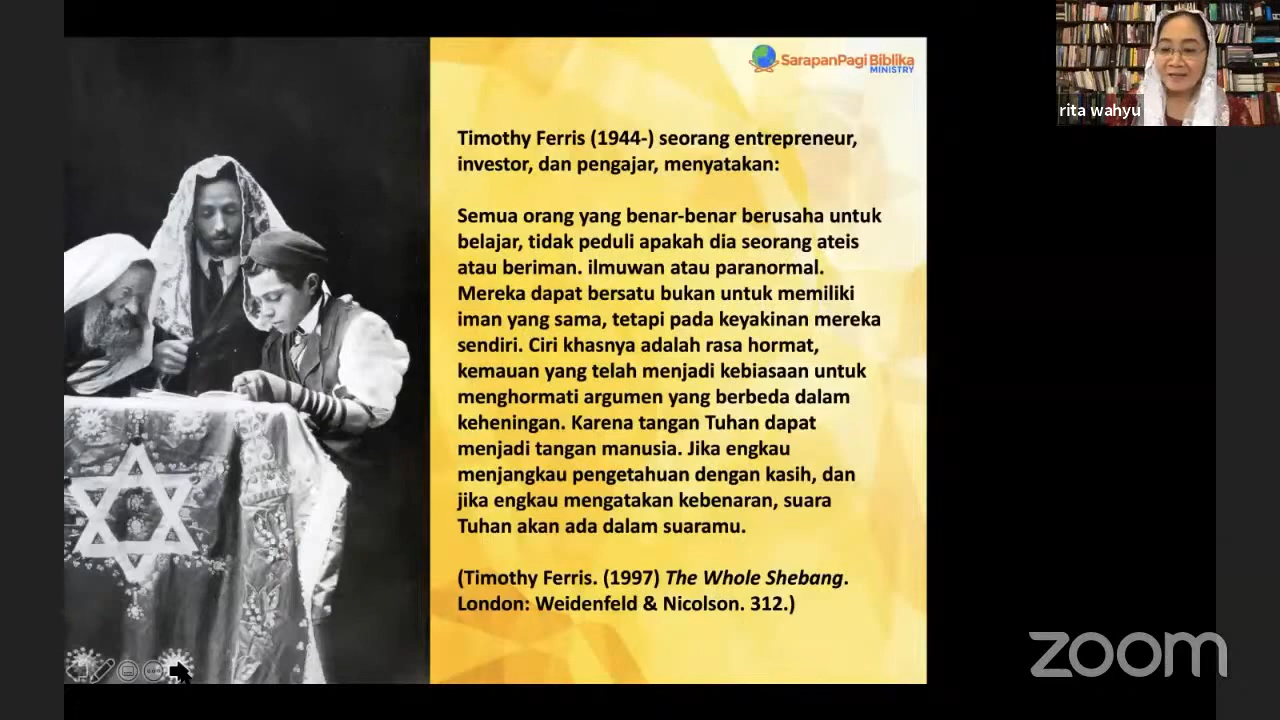 SarapanPagi Biblika
MINISTRY
rita wahyu
Timothy Ferris (1944-) seorang entrepreneur,
investor, dan pengajar, menyatakan:
Semua orang yang benar-benar berusaha untuk
belajar, tidak peduli apakah dia seorang ateis
atau beriman. ilmuwan atau paranormal.
Mereka dapat bersatu bukan untuk memiliki
iman yang sama, tetapi pada keyakinan mereka
sendiri. Ciri khasnya adalah rasa hormat,
kemauan yang telah menjadi kebiasaan untuk
menghormati argumen yang berbeda dalam
keheningan. Karena tangan Tuhan dapat
menjadi tangan manusia. Jika engkau
menjangkau pengetahuan dengan kasih, dan
jika engkau mengatakan kebenaran, suara
Tuhan akan ada dalam suaramu.
(Timothy Ferris. (1997) The Whole Shebang.
London: Weidenfeld & Nicolson. 312.)
zoom